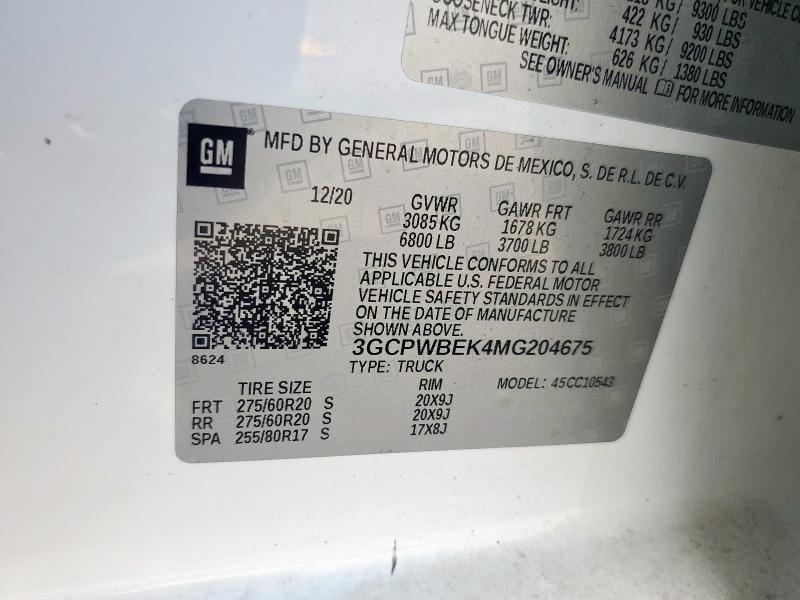 9300 LBS
GOOSENECK TWR: 422 KG / 930 LBS
MAX TONGUE WEIGHT: 4173 KG / 9200 LBS
626 KG / 1380 LBS
SEE OWNER'S MANUAL FOR MORE INFORMATION
GM
MFD BY GENERAL MOTORS DE MEXICO, S. DE R.L. DE C.V.
12/20
GVWR GAWR FRT GAWR RR
3085 KG 1678 KG 1724 KG
6800 LB 3700 LB 3800 LB
THIS VEHICLE CONFORMS TO ALL
APPLICABLE U.S. FEDERAL MOTOR
VEHICLE SAFETY STANDARDS IN EFFECT
ON THE DATE OF MANUFACTURE
SHOWN ABOVE.
8624
3GCPWBEK4MG204675
TYPE: TRUCK MODEL: 45CC10543
TIRE SIZE RIM
FRT 275/60R20 S 20X9J
RR 275/60R20 S 20X9J
SPA 255/80R17 S 17X8J